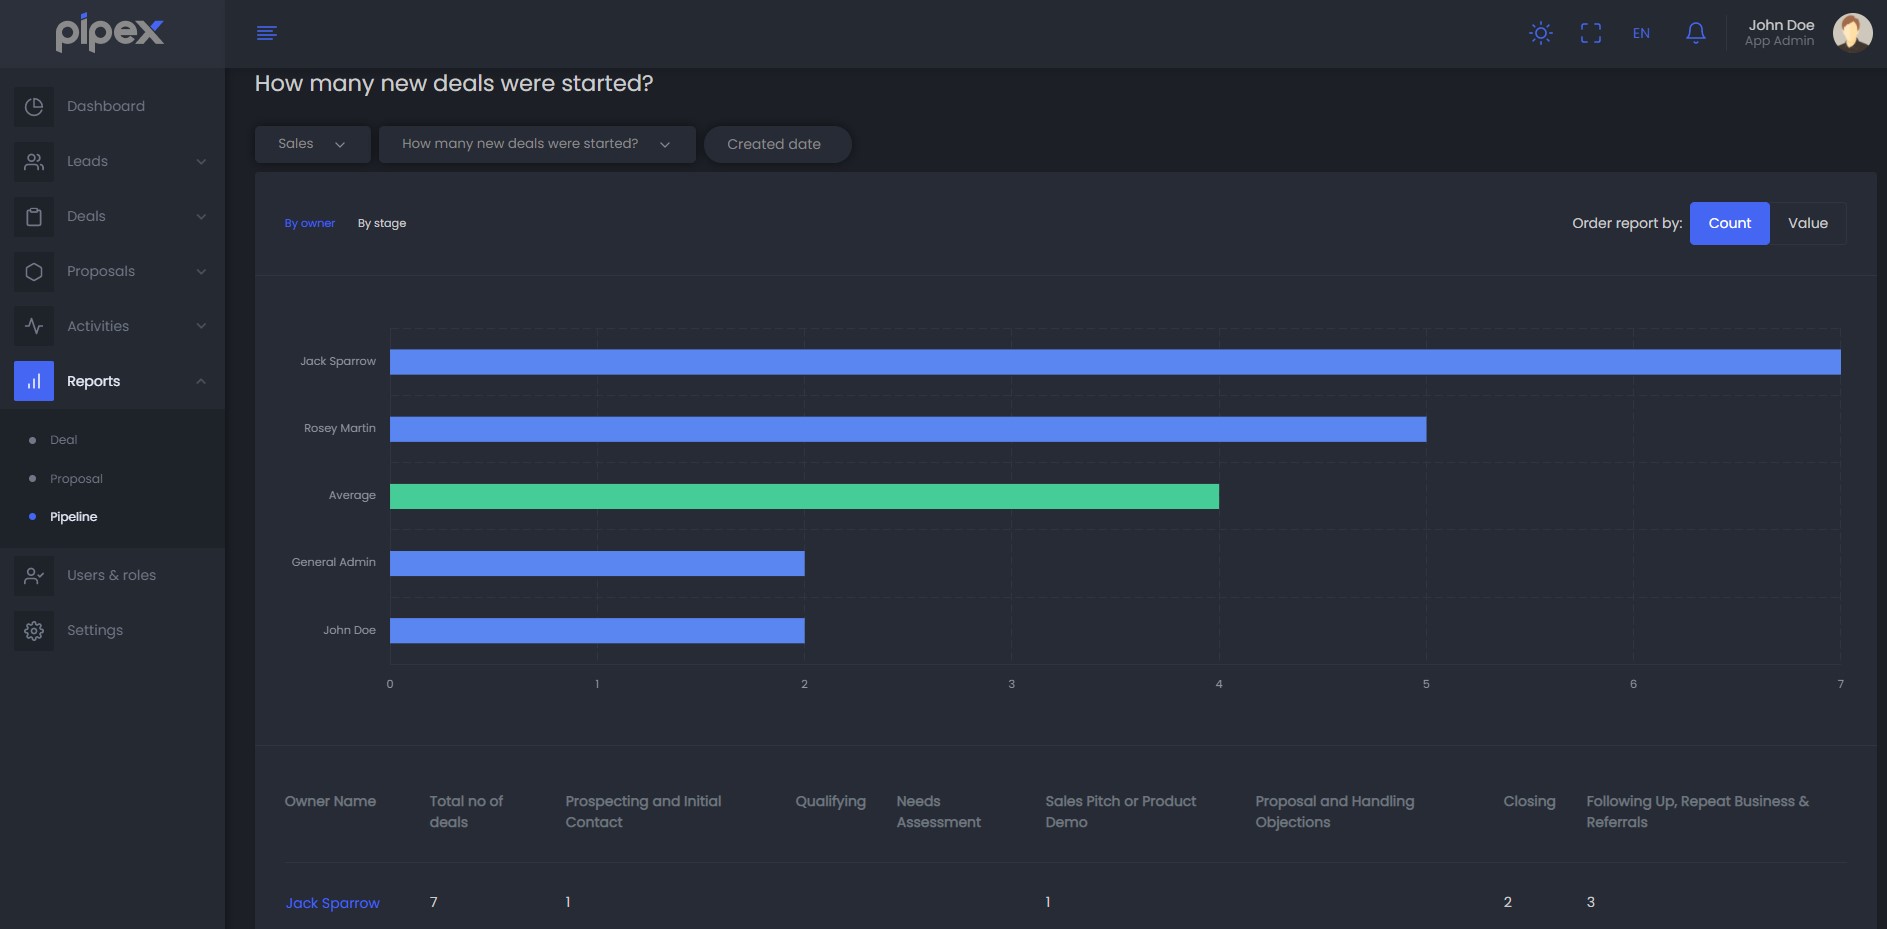 pipex
EN
John Doe
App Admin
Dashboard
Leads
Deals
Proposals
Activities
Reports
Deal
Proposal
Pipeline
Users & roles
Settings
How many new deals were started?
Sales
How many new deals were started?
Created date
By owner
By stage
Order report by:
Count
Value
Jack Sparrow
Rosey Martin
Average
General Admin
John Doe
0 1 2 3 4 5 6 7
Owner Name
Total no of
deals
Prospecting and Initial
Contact
Qualifying
Needs
Assessment
Sales Pitch or Product
Demo
Proposal and Handling
Objections
Closing
Following Up, Repeat Business &
Referrals
Jack Sparrow 7 1 1 2 3